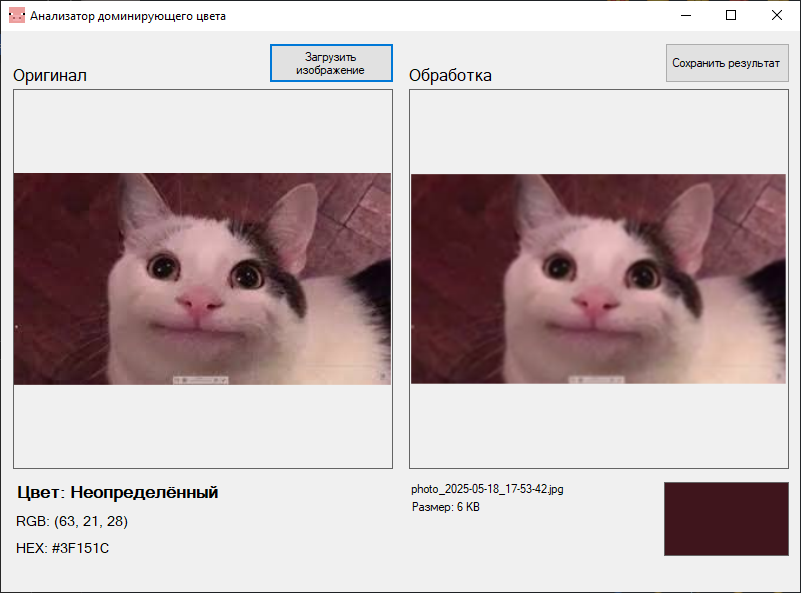 Анализатор доминирующего цвета
Загрузить
изображение
Оригинал
Обработка
Сохранить результат
Цвет: Неопределённый
RGB: (63, 21, 28)
HEX: #3F151C
photo_2025-05-18_17-53-42.jpg
Размер: 6 KB